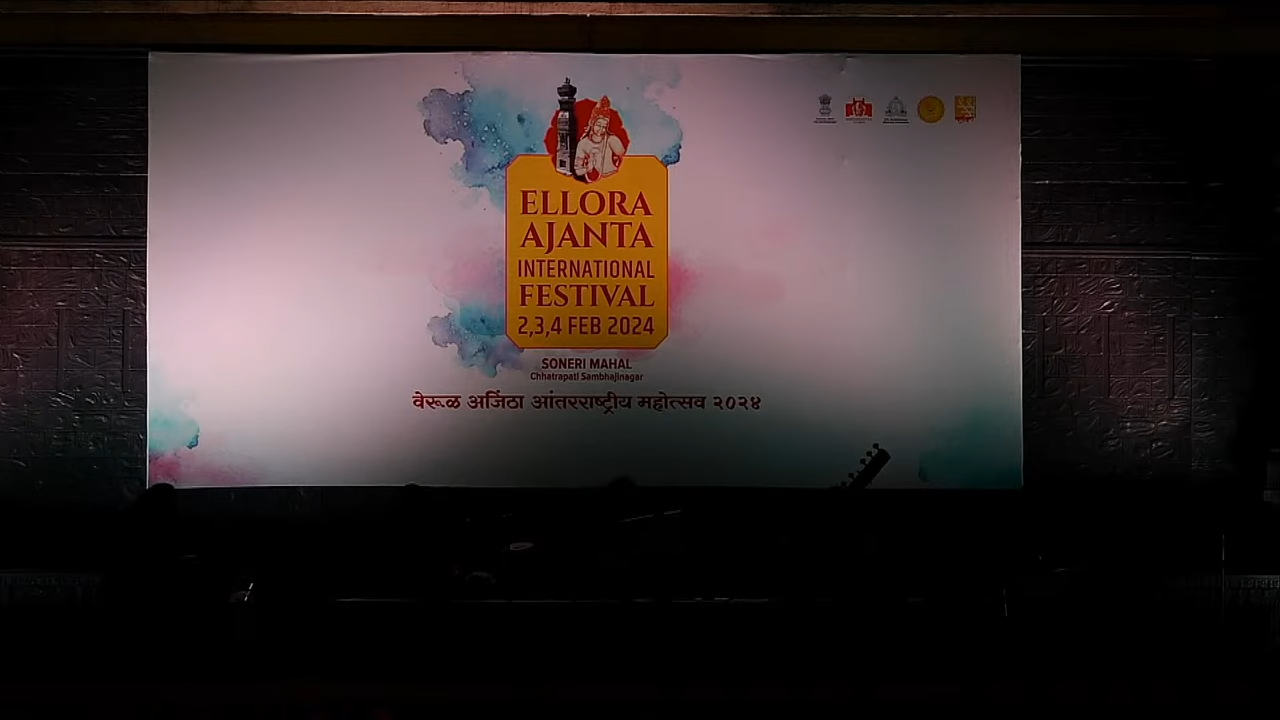 ELLORA
AJANTA
INTERNATIONAL
FESTIVAL
2,3,4 FEB 2024
SONERI MAHAL
Chhatrapati Sambhajinagar
वेरूळ अजिंठा आंतरराष्ट्रीय महोत्सव २०२४